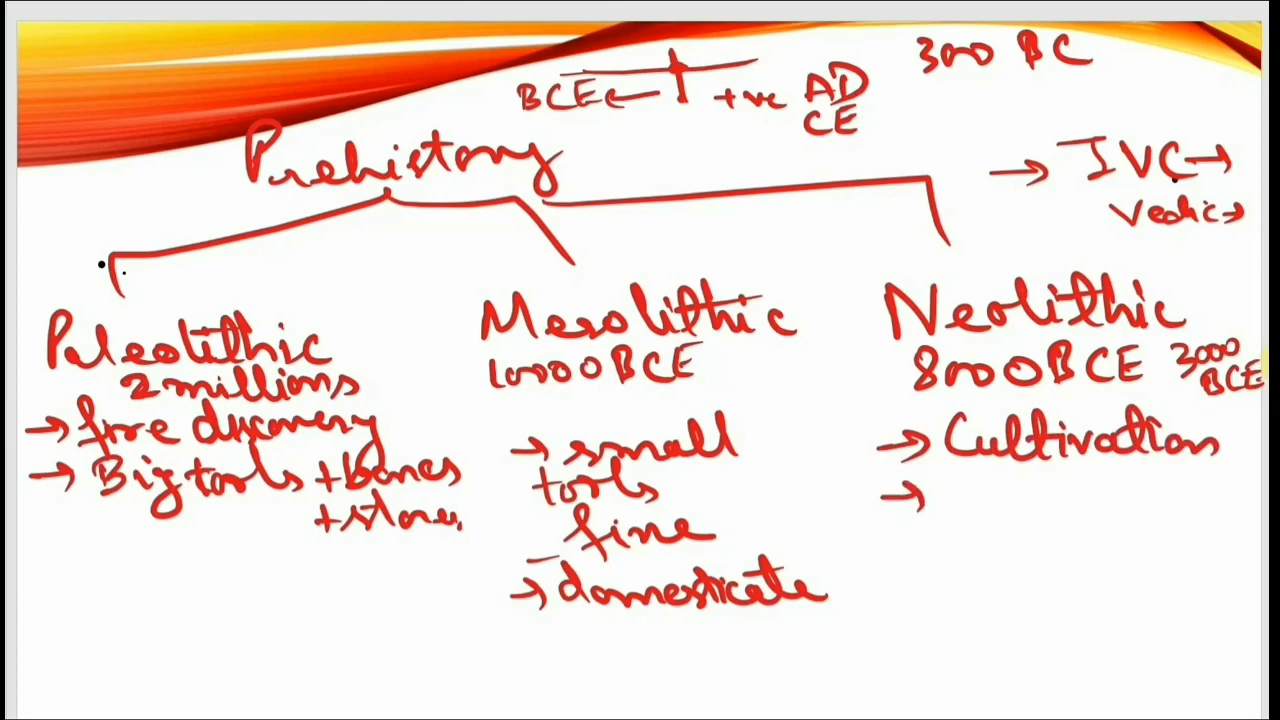 300 BC
BCE ← +ve AD
CE
Prehistory
→ IVC →
Vedic →
Paleolithic
2 millions
→ fire discovery
→ Big tools + bones
+ stones
Mesolithic
10000 BCE
→ small
tools
fine
→ domesticate
Neolithic
8000 BCE 3000
BCE
→ Cultivation
→